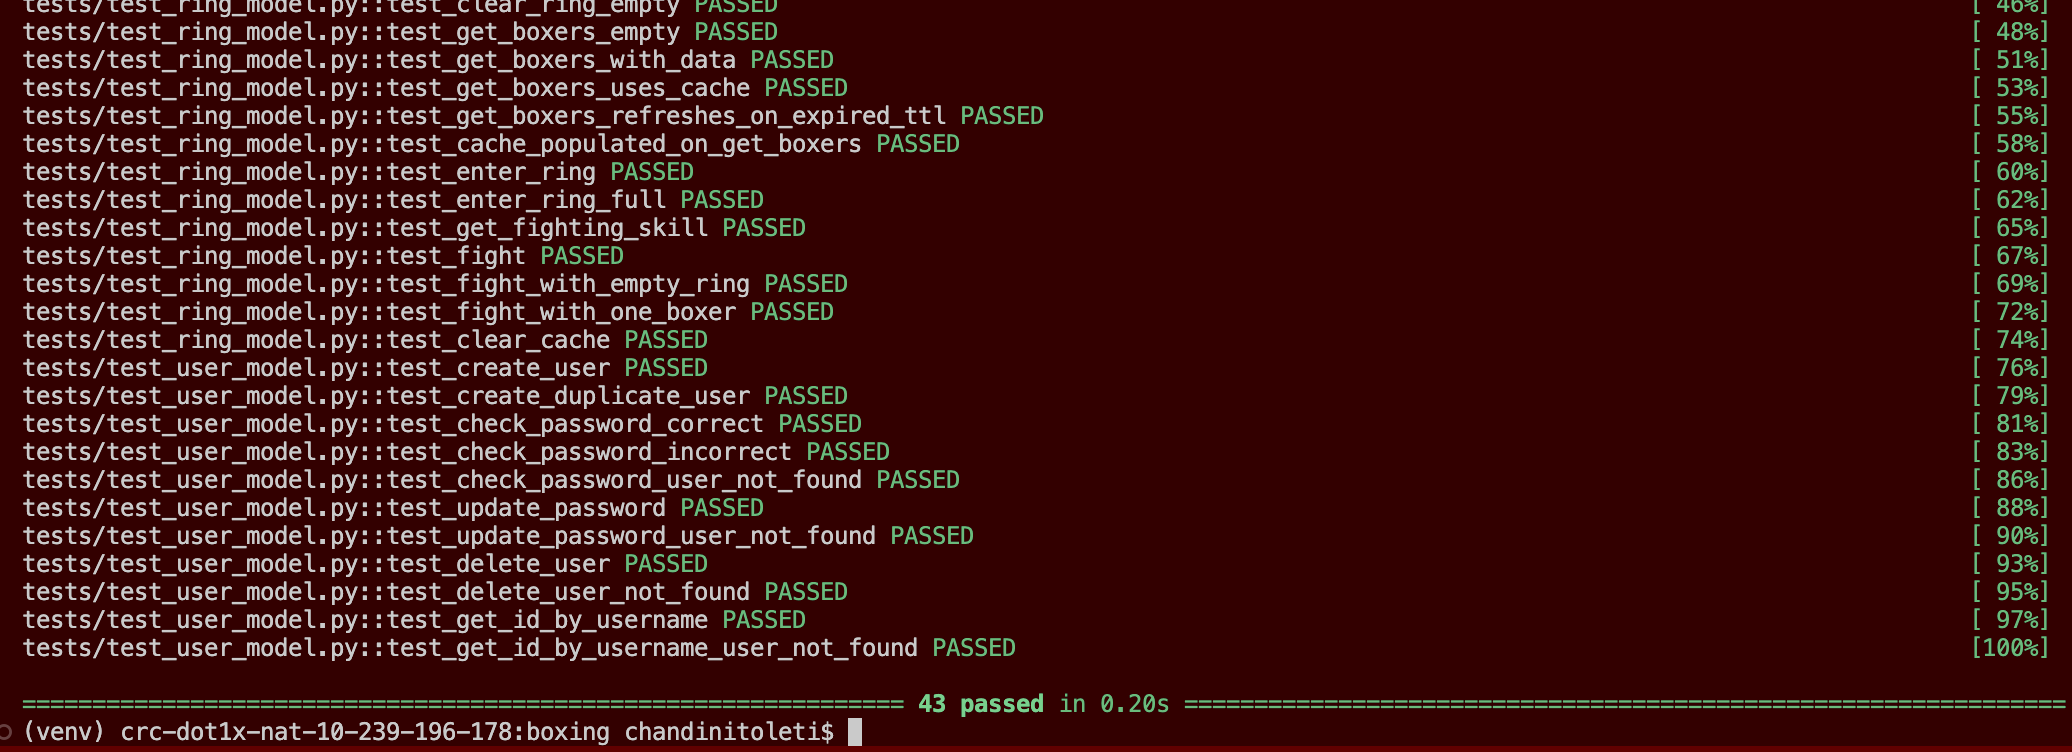 tests/test_ring_model.py::test_clear_ring_empty PASSED [ 46%]
tests/test_ring_model.py::test_get_boxers_empty PASSED [ 48%]
tests/test_ring_model.py::test_get_boxers_with_data PASSED [ 51%]
tests/test_ring_model.py::test_get_boxers_uses_cache PASSED [ 53%]
tests/test_ring_model.py::test_get_boxers_refreshes_on_expired_ttl PASSED [ 55%]
tests/test_ring_model.py::test_cache_populated_on_get_boxers PASSED [ 58%]
tests/test_ring_model.py::test_enter_ring PASSED [ 60%]
tests/test_ring_model.py::test_enter_ring_full PASSED [ 62%]
tests/test_ring_model.py::test_get_fighting_skill PASSED [ 65%]
tests/test_ring_model.py::test_fight PASSED [ 67%]
tests/test_ring_model.py::test_fight_with_empty_ring PASSED [ 69%]
tests/test_ring_model.py::test_fight_with_one_boxer PASSED [ 72%]
tests/test_ring_model.py::test_clear_cache PASSED [ 74%]
tests/test_user_model.py::test_create_user PASSED [ 76%]
tests/test_user_model.py::test_create_duplicate_user PASSED [ 79%]
tests/test_user_model.py::test_check_password_correct PASSED [ 81%]
tests/test_user_model.py::test_check_password_incorrect PASSED [ 83%]
tests/test_user_model.py::test_check_password_user_not_found PASSED [ 86%]
tests/test_user_model.py::test_update_password PASSED [ 88%]
tests/test_user_model.py::test_update_password_user_not_found PASSED [ 90%]
tests/test_user_model.py::test_delete_user PASSED [ 93%]
tests/test_user_model.py::test_delete_user_not_found PASSED [ 95%]
tests/test_user_model.py::test_get_id_by_username PASSED [ 97%]
tests/test_user_model.py::test_get_id_by_username_user_not_found PASSED [100%]
=============================================================== 43 passed in 0.20s ===============================================================
(venv) crc-dot1x-nat-10-239-196-178:boxing chandinitoleti$